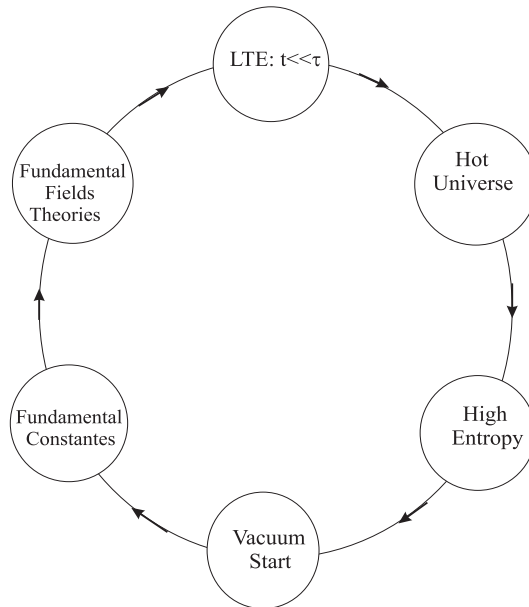 LTE: t<<τ
Hot
Universe
High
Entropy
Vacuum
Start
Fundamental
Constantes
Fundamental
Fields
Theories